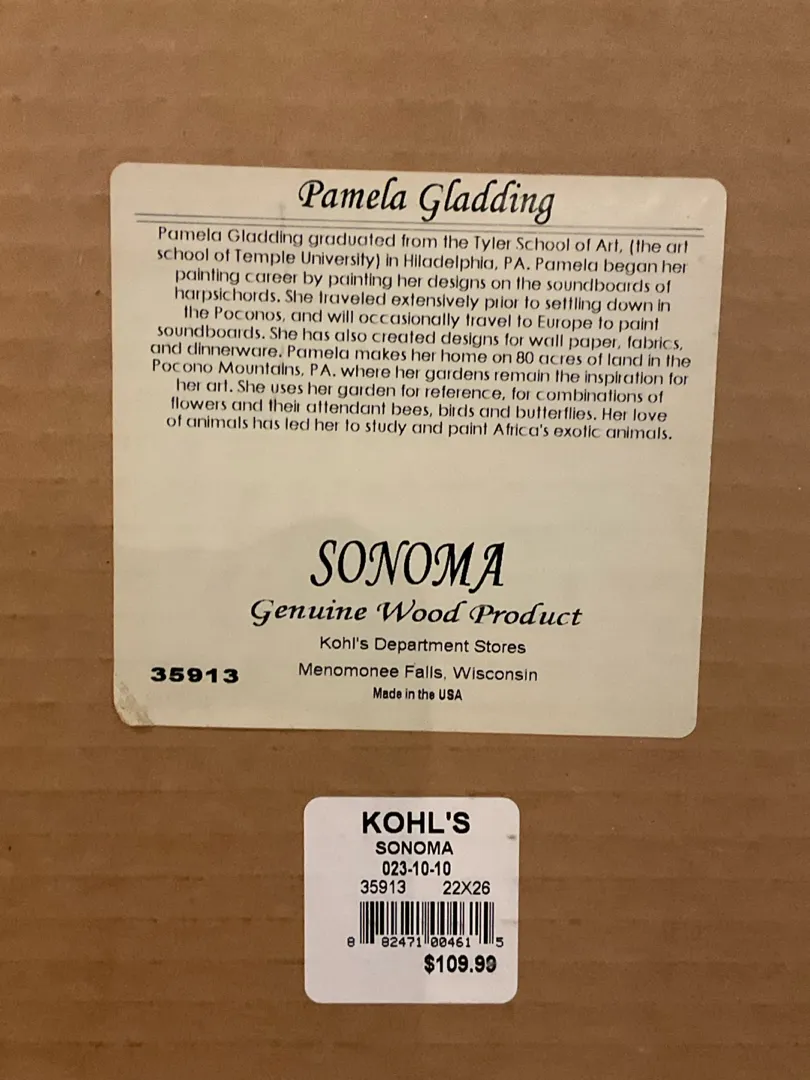 Pamela Gladding
Pamela Gladding graduated from the Tyler School of Art, (the art
school of Temple University) in Hiladelphia, PA. Pamela began her
painting career by painting her designs on the soundboards of
harpsichords. She traveled extensively prior to settling down in
the Poconos, and will occasionally travel to Europe to paint
soundboards. She has also created designs for wall paper, fabrics,
and dinnerware. Pamela makes her home on 80 acres of land in the
Pocono Mountains, PA. where her gardens remain the inspiration for
her art. She uses her garden for reference, for combinations of
flowers and their attendant bees, birds and butterflies. Her love
of animals has led her to study and paint Africa's exotic animals.
SONOMA
Genuine Wood Product
Kohl's Department Stores
35913 Menomonee Falls, Wisconsin
Made in the USA
KOHL'S
SONOMA
023-10-10
35913 22X26
8 82471 00461 5
$109.99